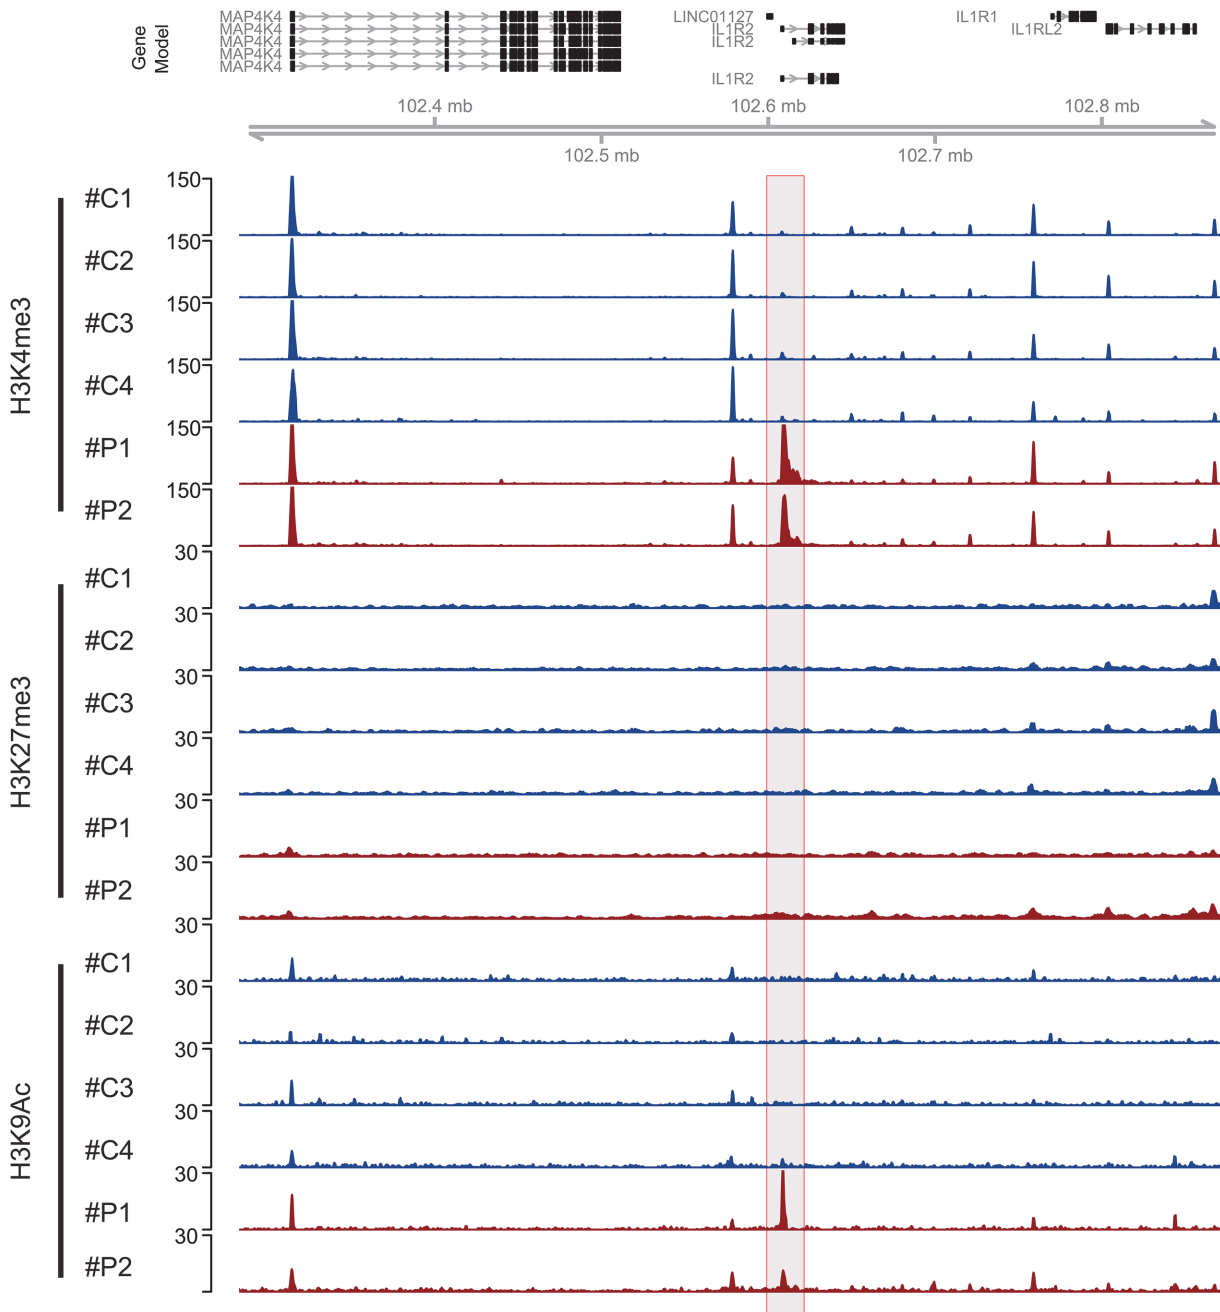 Gene
Model
MAP4K4 LINC01127 IL1R1
MAP4K4 IL1R2 IL1RL2
MAP4K4 IL1R2
MAP4K4
MAP4K4
IL1R2
102.4 mb 102.6 mb 102.8 mb
102.5 mb 102.7 mb
H3K4me3
150 #C1
150 #C2
150 #C3
150 #C4
150 #P1
150 #P2
H3K27me3
30 #C1
30 #C2
30 #C3
30 #C4
30 #P1
30 #P2
H3K9Ac
30 #C1
30 #C2
30 #C3
30 #C4
30 #P1
30 #P2